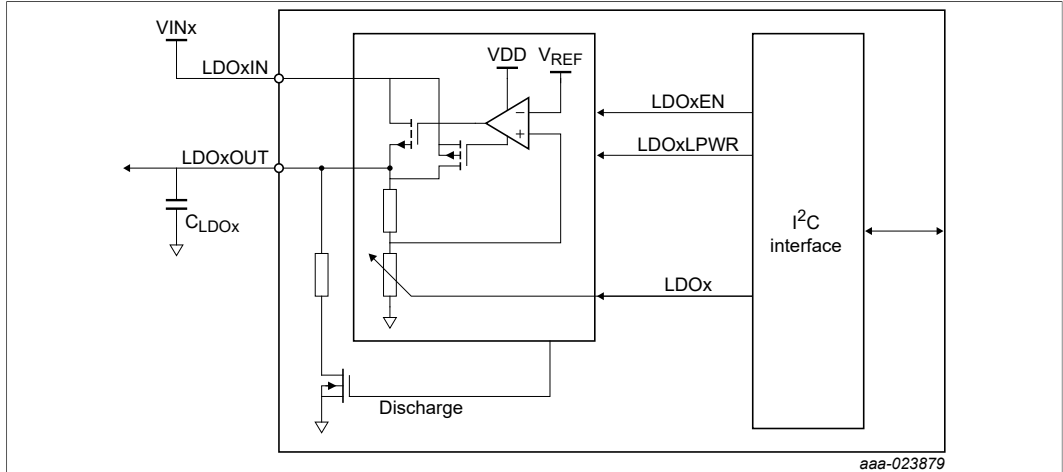 VINx
LDOxIN
VDD
VREF
−
+
LDOxEN
LDOxLPWR
LDOxOUT
CLDOx
I2C
interface
LDOx
Discharge
aaa-023879